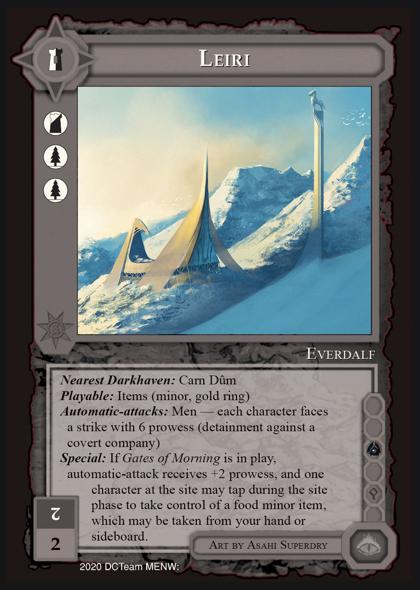 Leiri
Everdalf
Nearest Darkhaven: Carn Dûm
Playable: Items (minor, gold ring)
Automatic-attacks: Men — each character faces
a strike with 6 prowess (detainment against a
covert company)
Special: If Gates of Morning is in play,
automatic-attack receives +2 prowess, and one
character at the site may tap during the site
phase to take control of a food minor item,
which may be taken from your hand or
sideboard.
2
2
Art by Asahi Superdry
2020 DCTeam MENW: